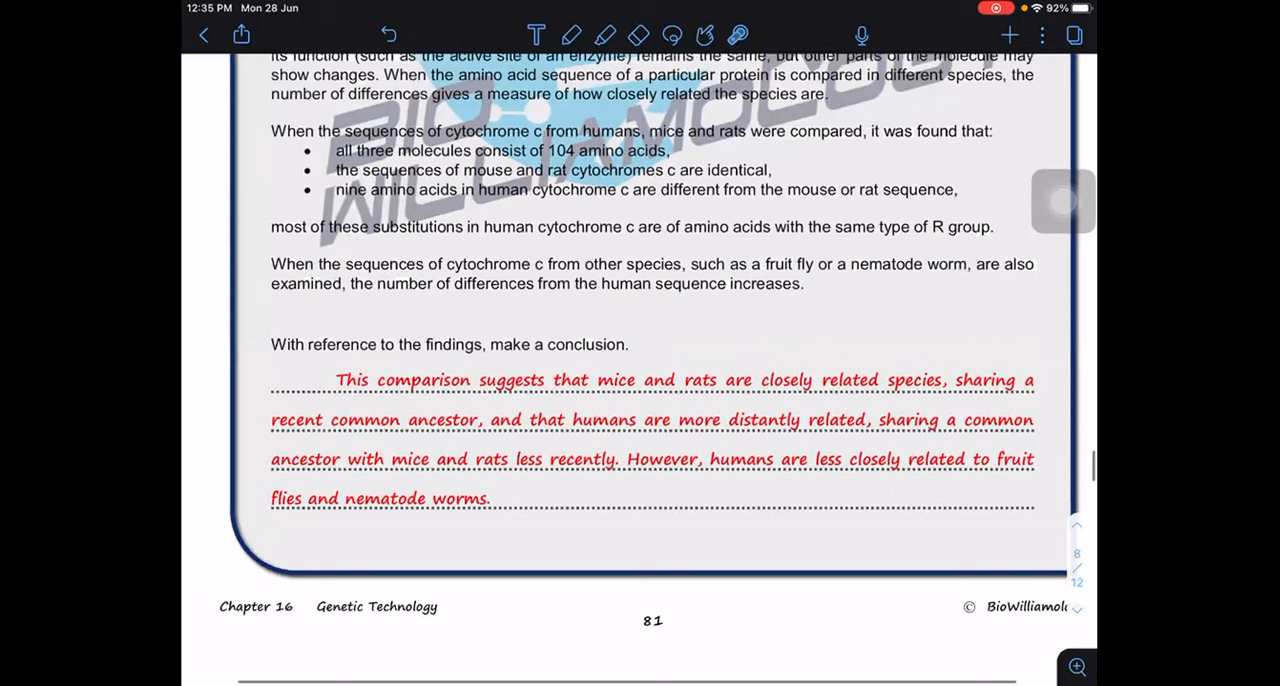 12:35 PM Mon 28 Jun
92%
its function (such as the active site of an enzyme) remains the same, but other parts of the molecule may
show changes. When the amino acid sequence of a particular protein is compared in different species, the
number of differences gives a measure of how closely related the species are.
When the sequences of cytochrome c from humans, mice and rats were compared, it was found that:
• all three molecules consist of 104 amino acids,
• the sequences of mouse and rat cytochromes c are identical,
• nine amino acids in human cytochrome c are different from the mouse or rat sequence,
most of these substitutions in human cytochrome c are of amino acids with the same type of R group.
When the sequences of cytochrome c from other species, such as a fruit fly or a nematode worm, are also
examined, the number of differences from the human sequence increases.
With reference to the findings, make a conclusion.
This comparison suggests that mice and rats are closely related species, sharing a
recent common ancestor, and that humans are more distantly related, sharing a common
ancestor with mice and rats less recently. However, humans are less closely related to fruit
flies and nematode worms.
8
/
12
Chapter 16 Genetic Technology
© BioWilliamol
81
BIO
WILLIAMOLOGY